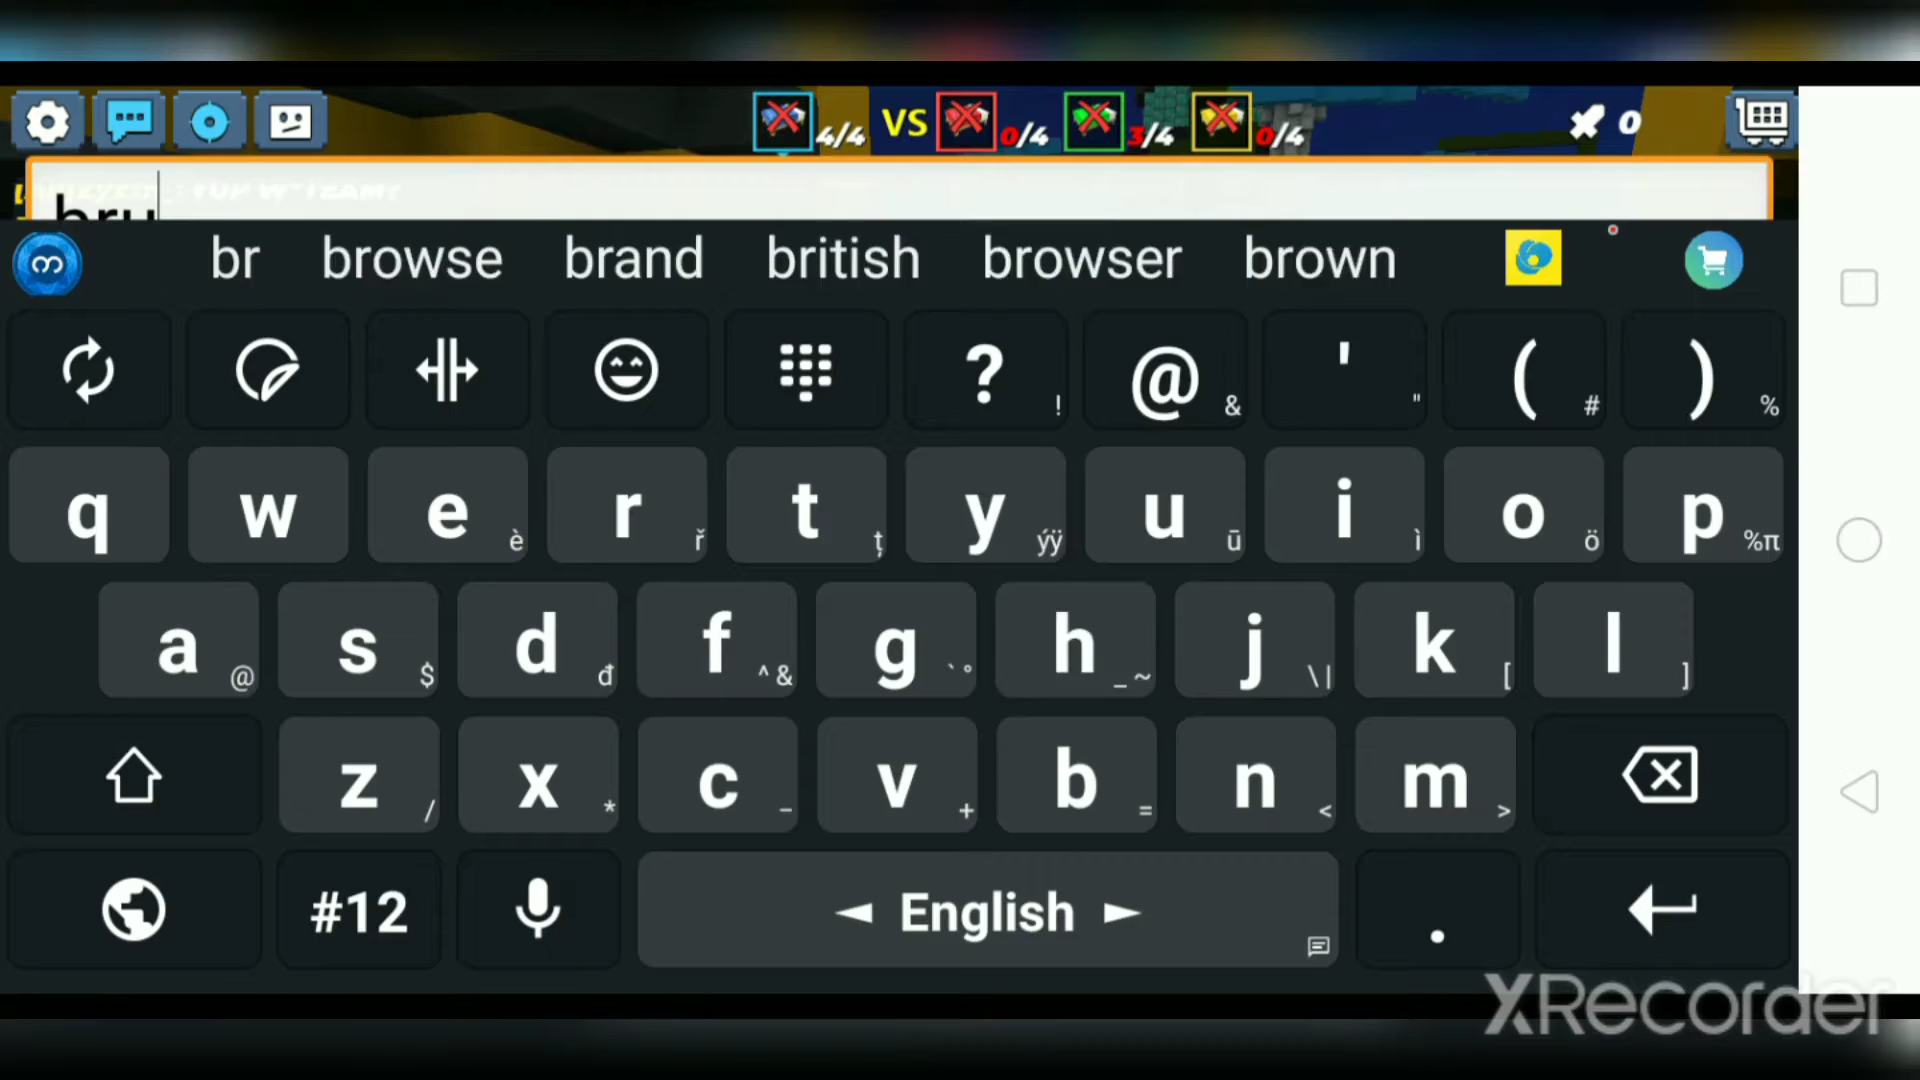 4/4 VS 0/4 3/4 0/4 0
bru
br browse brand british browser brown
? ! @ & ' " ( # ) %
q w e è r ř t ț y ýÿ u ū i ì o ö p %π
a @ s $ d đ f ^ & g ` ° h _ ~ j \ | k [ l ]
z / x * c - v + b = n < m >
#12 English .
XRecorder